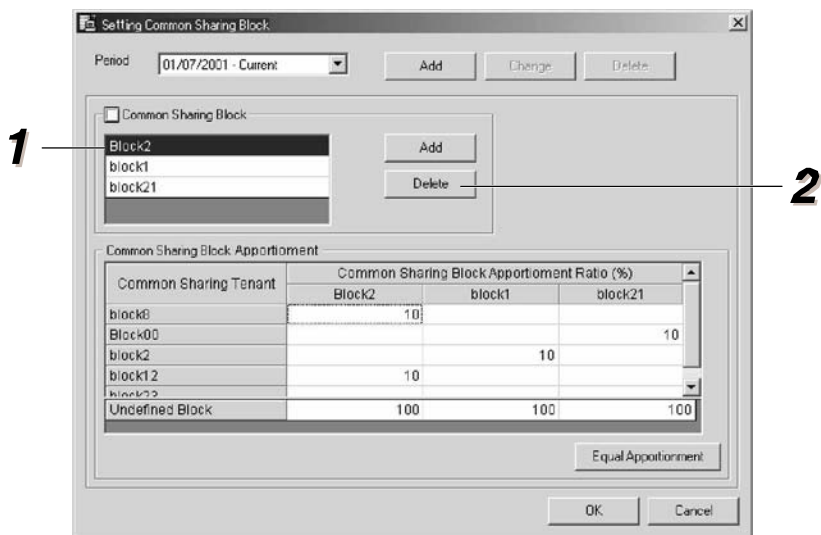 Setting Common Sharing Block
Period 01/07/2001 - Current Add Change Delete
Common Sharing Block
1
Block2 Add
block1
Delete 2
block21
Common Sharing Block Apportioment
Common Sharing Tenant Common Sharing Block Apportioment Ratio (%)
Block2 block1 block21
block8 10
Block00 10
block2 10
block12 10
Undefined Block 100 100 100
Equal Apportionment
OK Cancel